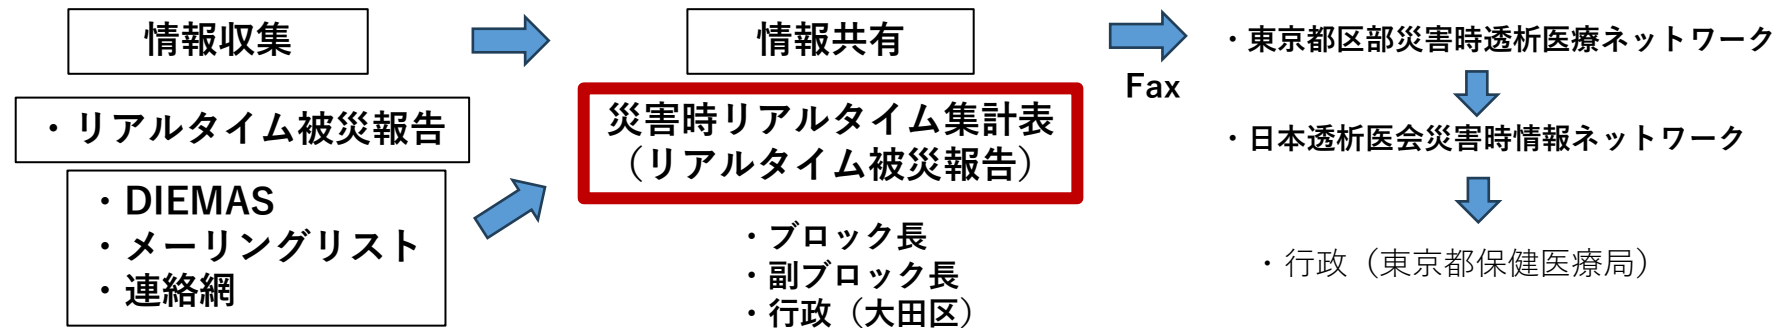 情報収集
・リアルタイム被災報告
・DIEMAS
・メーリングリスト
・連絡網
情報共有
災害時リアルタイム集計表
（リアルタイム被災報告）
・ブロック長
・副ブロック長
・行政（大田区）
Fax
・東京都区部災害時透析医療ネットワーク
・日本透析医会災害時情報ネットワーク
・行政（東京都保健医療局）